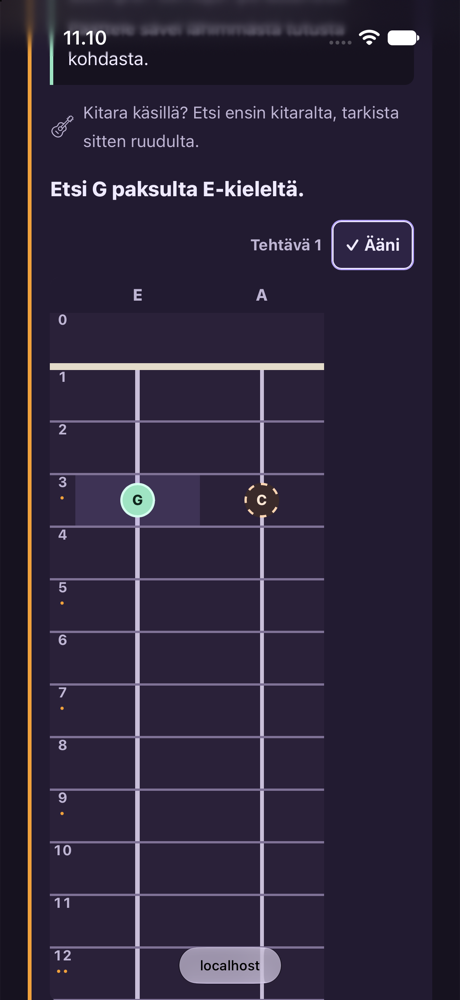 11.10
kohdasta.
Kitara käsillä? Etsi ensin kitaralta, tarkista
sitten ruudulta.
Etsi G paksulta E-kieleltä.
Tehtävä 1 ✓ Ääni
E A
0
1
2
3
G C
4
5
6
7
8
9
10
11
12
localhost